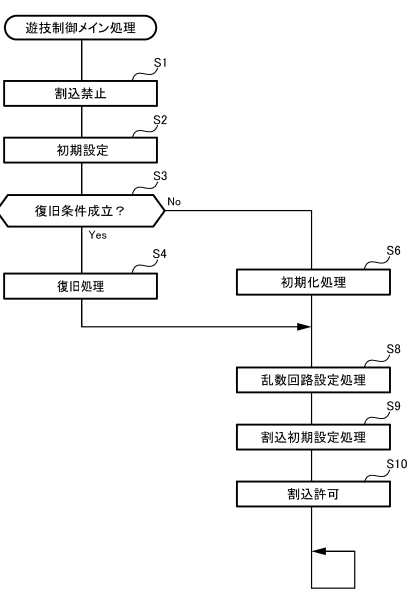 遊技制御メイン処理
S1
割込禁止
S2
初期設定
S3
復旧条件成立？
No
Yes
S4
復旧処理
S6
初期化処理
S8
乱数回路設定処理
S9
割込初期設定処理
S10
割込許可